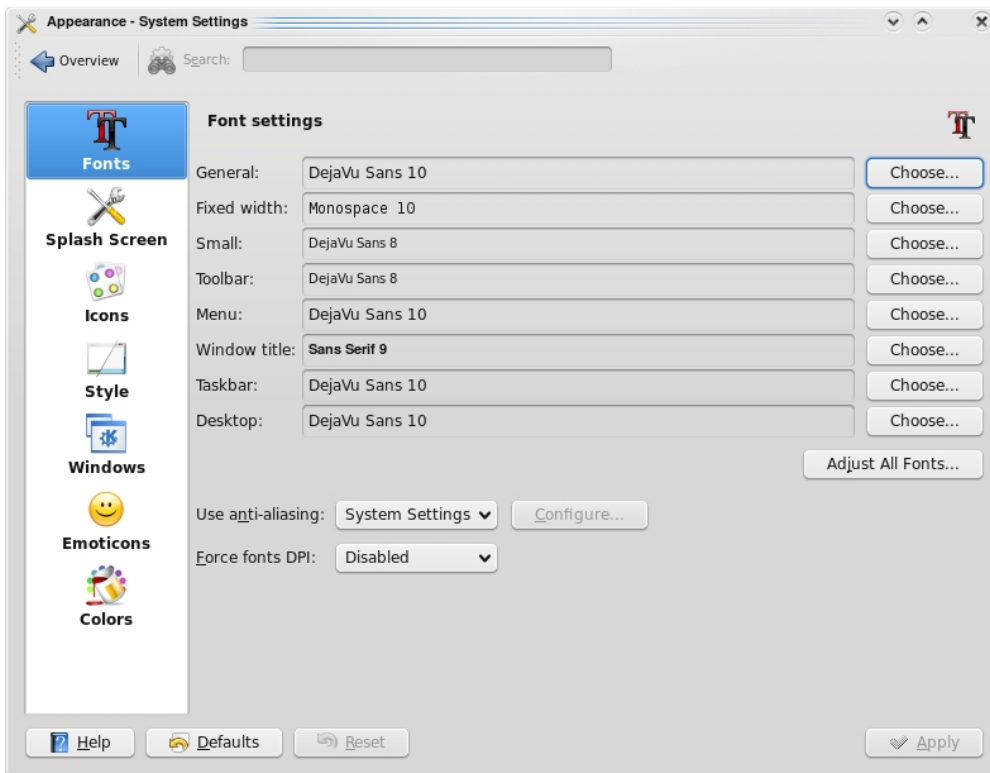 Appearance - System Settings
Overview Search:
Fonts
Splash Screen
Icons
Style
Windows
Emoticons
Colors
Font settings
General: DejaVu Sans 10 Choose...
Fixed width: Monospace 10 Choose...
Small: DejaVu Sans 8 Choose...
Toolbar: DejaVu Sans 8 Choose...
Menu: DejaVu Sans 10 Choose...
Window title: Sans Serif 9 Choose...
Taskbar: DejaVu Sans 10 Choose...
Desktop: DejaVu Sans 10 Choose...
Adjust All Fonts...
Use anti-aliasing: System Settings Configure...
Force fonts DPI: Disabled
Help Defaults Reset Apply